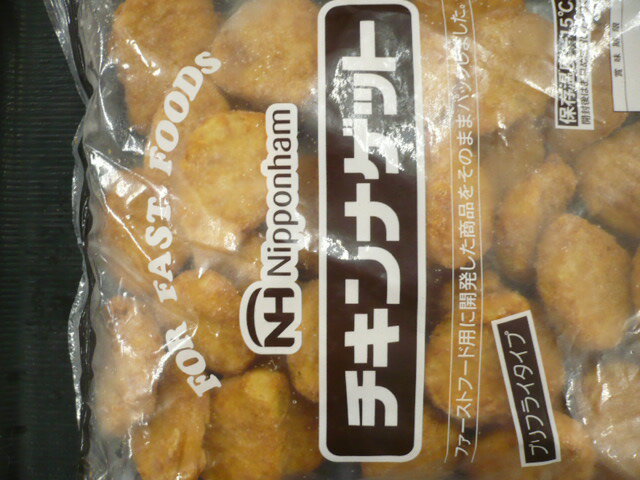 FOR FAST FOODS
NH Nipponham
チキンナゲット
ファーストフード用に開発した商品をそのままパックしました。
プリフライタイプ